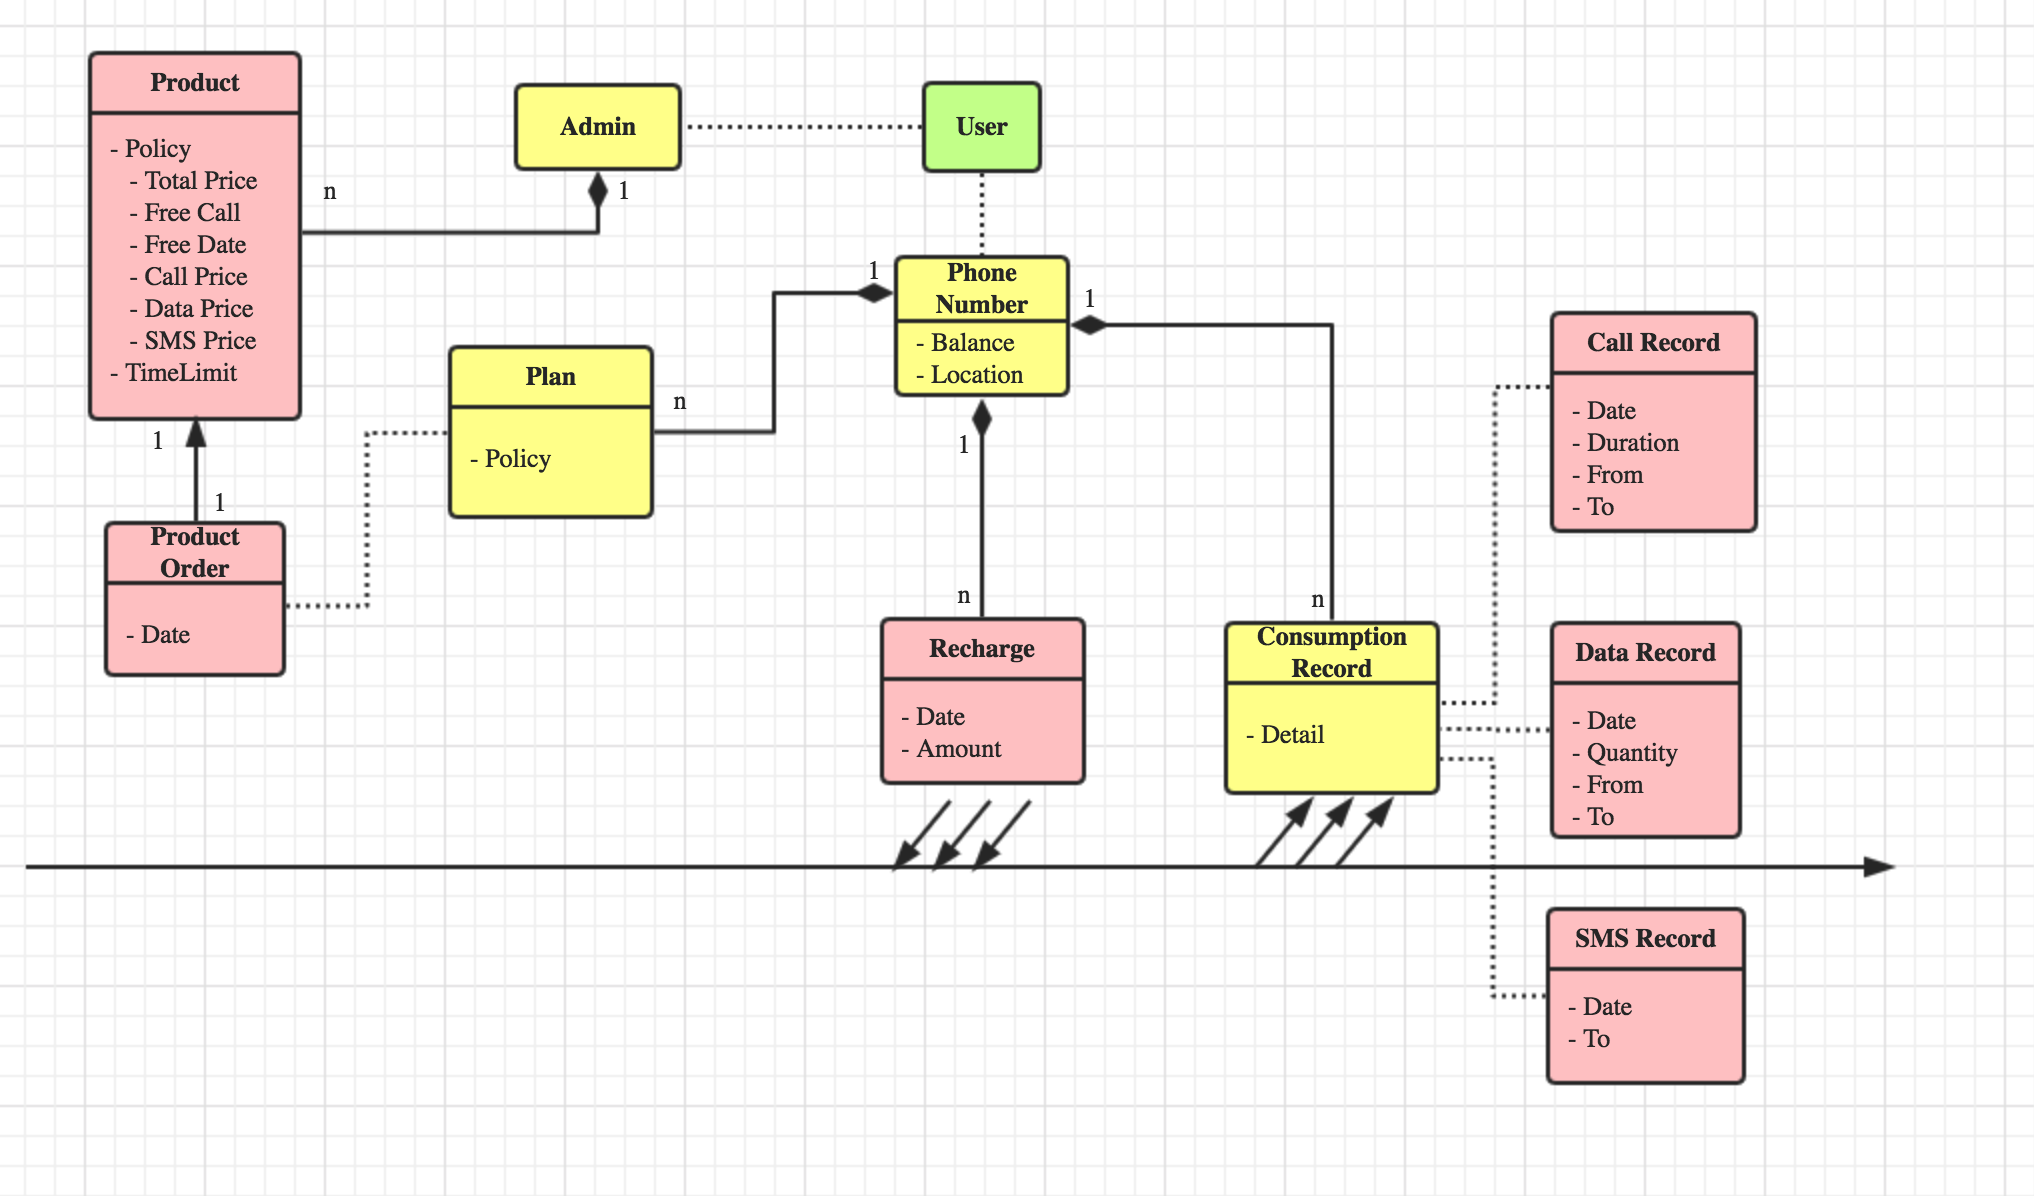 Product
- Policy
- Total Price
- Free Call
- Free Date
- Call Price
- Data Price
- SMS Price
- TimeLimit
n
Admin
1
User
1
Phone
Number
- Balance
- Location
1
Plan
- Policy
n
1
1
1
Product
Order
- Date
n
Recharge
- Date
- Amount
n
Consumption
Record
- Detail
Call Record
- Date
- Duration
- From
- To
Data Record
- Date
- Quantity
- From
- To
SMS Record
- Date
- To